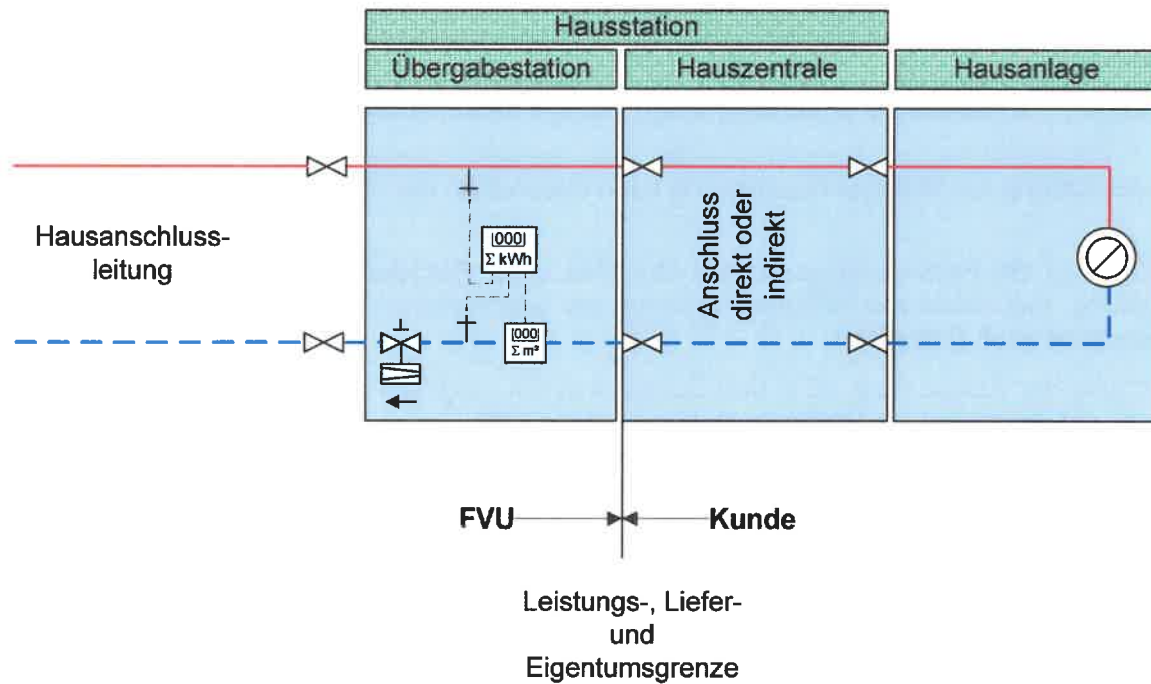 Hausstation
Übergabestation
Hauszentrale
Hausanlage
Hausanschluss-
leitung
000
Σ kWh
000
Σ m³
Anschluss
direkt oder
indirekt
FVU
Kunde
Leistungs-, Liefer-
und
Eigentumsgrenze